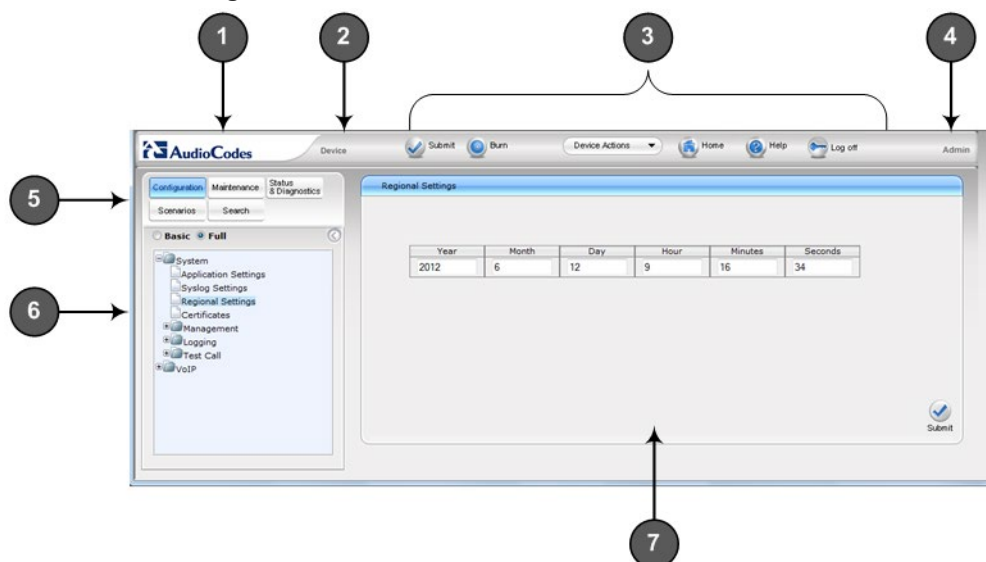 1 2 3 4
AudioCodes Device Submit Burn Device Actions Home Help Log off Admin
5
Configuration Maintenance Status & Diagnostics
Scenarios Search
Basic Full
System
Application Settings
Syslog Settings
Regional Settings
Certificates
Management
Logging
Test Call
VoIP
6
Regional Settings
Year Month Day Hour Minutes Seconds
2012 6 12 9 16 34
Submit
7